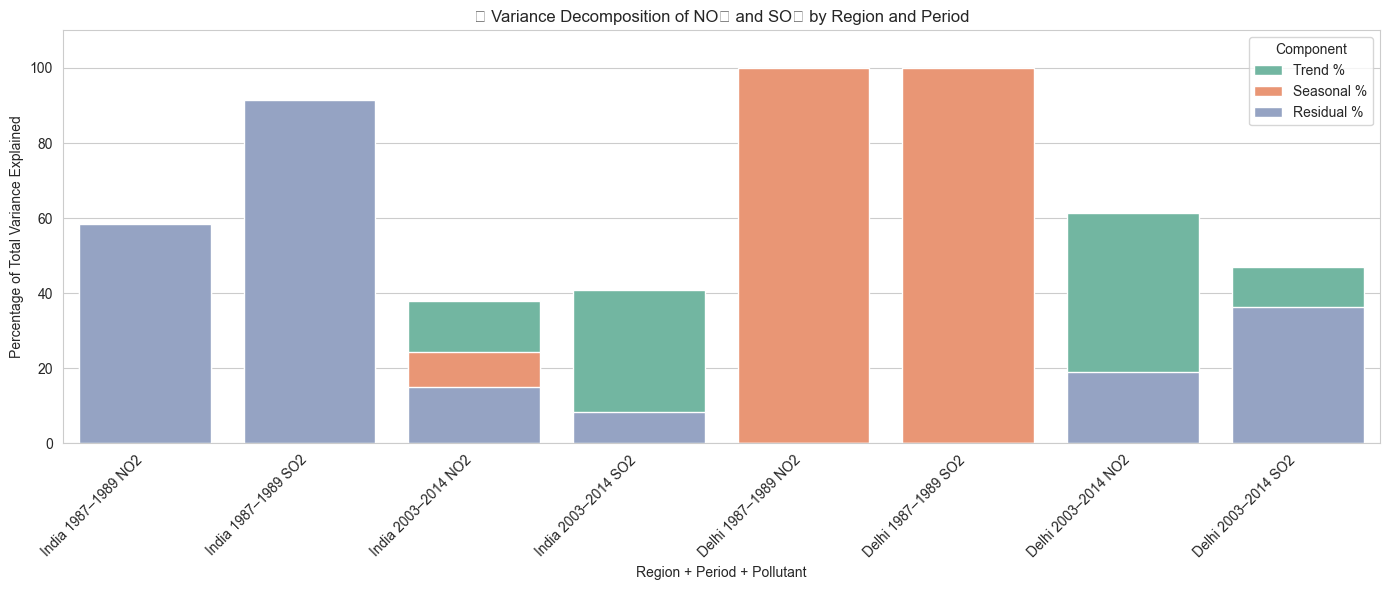 ▯ Variance Decomposition of NO▯ and SO▯ by Region and Period
Component
Trend %
Seasonal %
Residual %
Percentage of Total Variance Explained
100
80
60
40
20
0
India 1987–1989 NO2
India 1987–1989 SO2
India 2003–2014 NO2
India 2003–2014 SO2
Delhi 1987–1989 NO2
Delhi 1987–1989 SO2
Delhi 2003–2014 NO2
Delhi 2003–2014 SO2
Region + Period + Pollutant